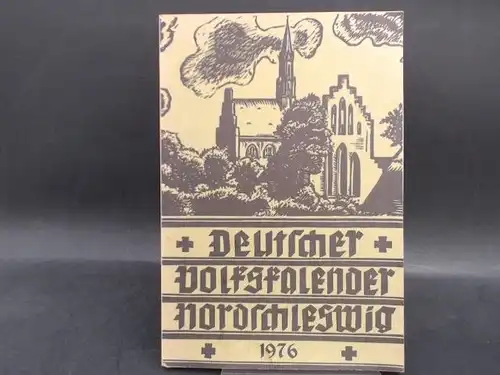 Deutscher
Volkskalender
Nordschleswig
1976